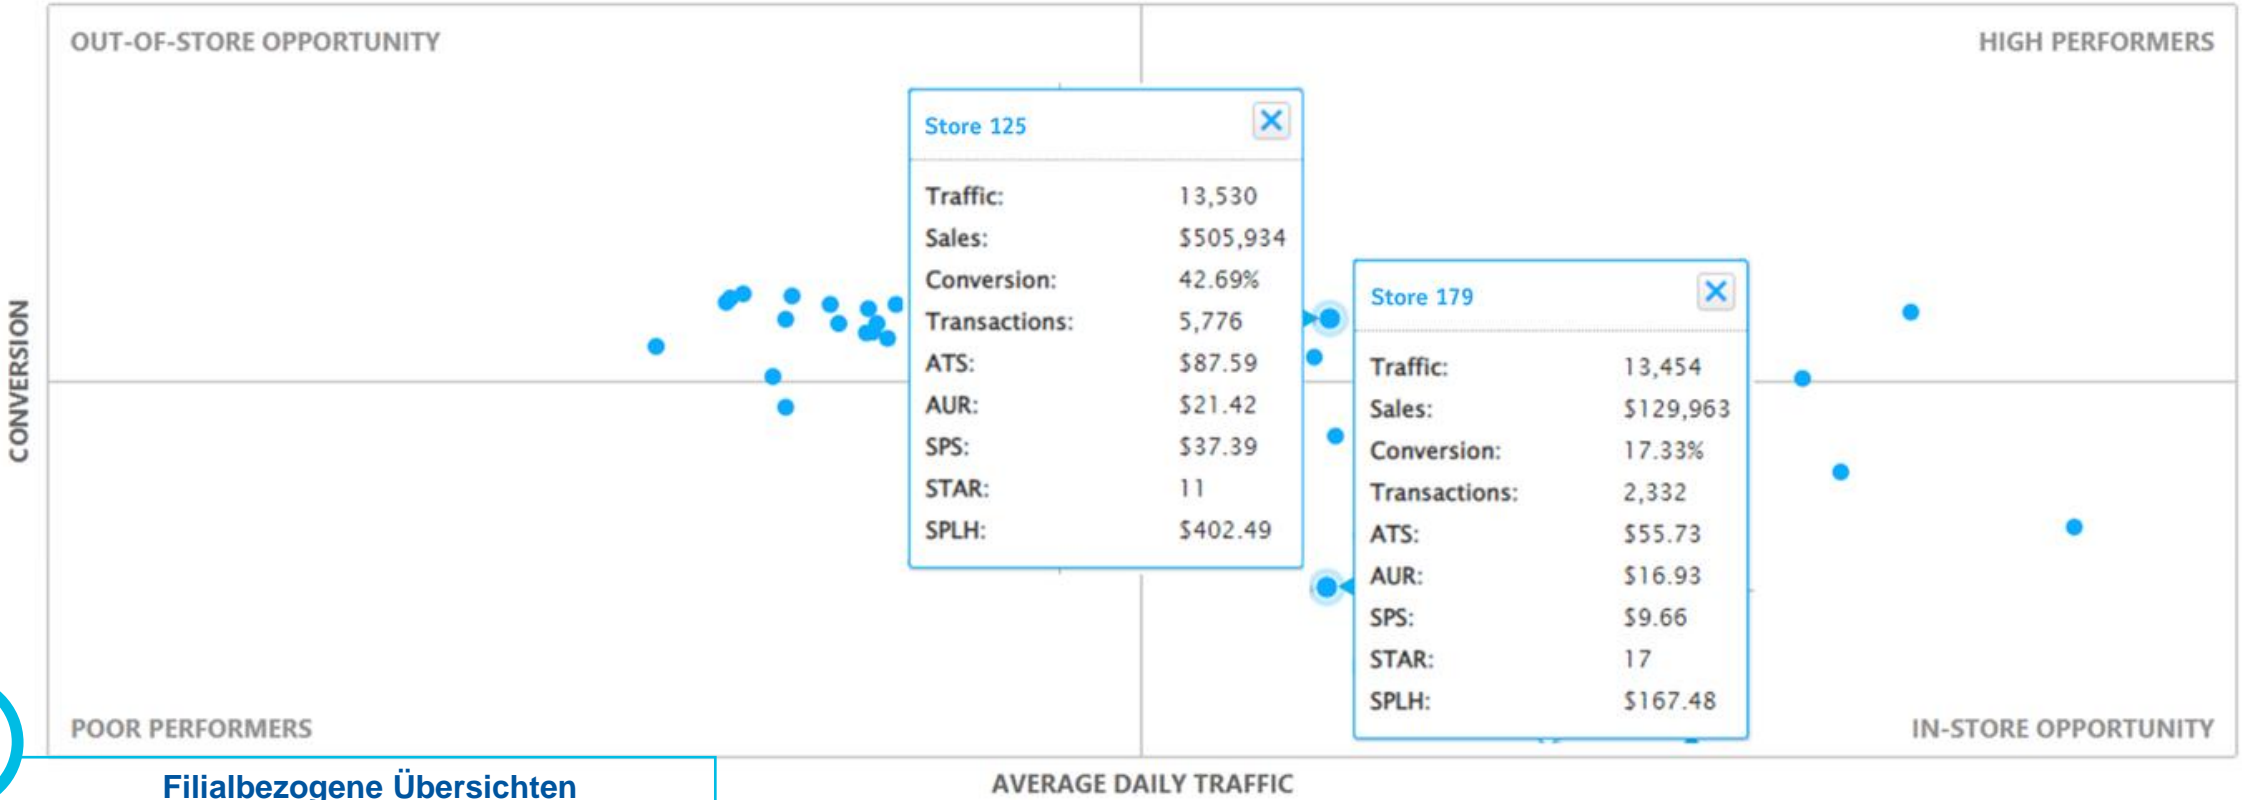 OUT-OF-STORE OPPORTUNITY
HIGH PERFORMERS
Store 125
Traffic: 13,530
Sales: $505,934
Conversion: 42.69%
Transactions: 5,776
ATS: $87.59
AUR: $21.42
SPS: $37.39
STAR: 11
SPLH: $402.49
Store 179
Traffic: 13,454
Sales: $129,963
Conversion: 17.33%
Transactions: 2,332
ATS: $55.73
AUR: $16.93
SPS: $9.66
STAR: 17
SPLH: $167.48
CONVERSION
POOR PERFORMERS
IN-STORE OPPORTUNITY
AVERAGE DAILY TRAFFIC
Filialbezogene Übersichten